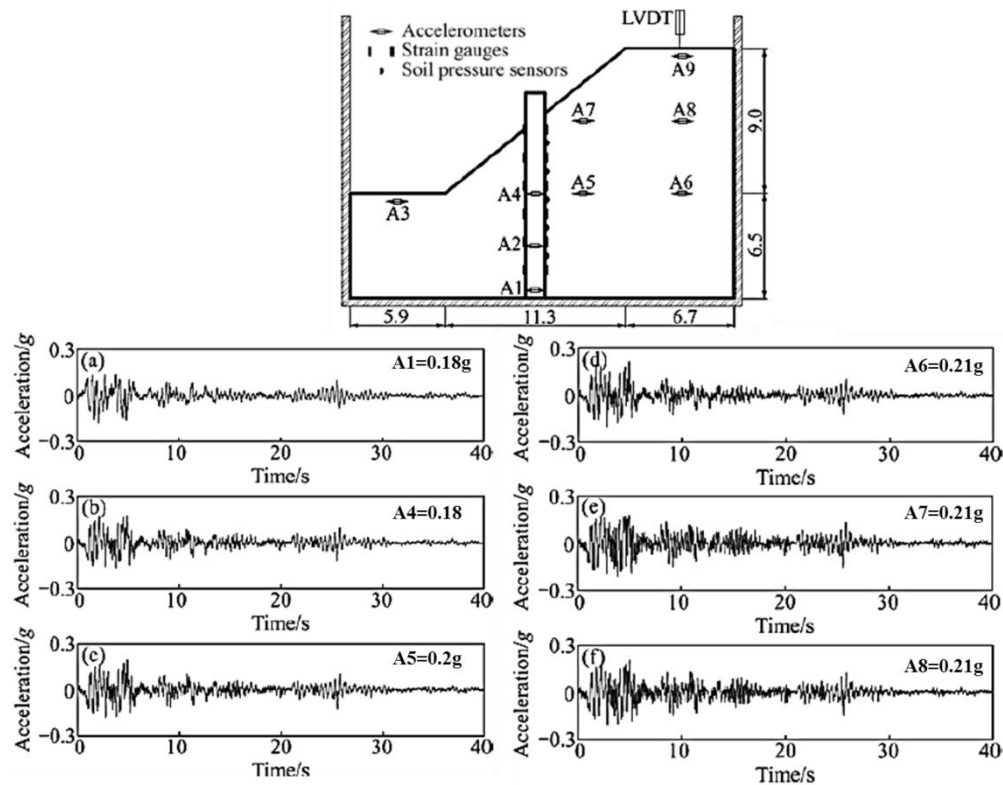 LVDT
Accelerometers
Strain gauges
Soil pressure sensors
A9
A7
A8
9.0
A4
A5
A6
A3
A2
6.5
A1
5.9
11.3
6.7
(a)
A1=0.18g
Acceleration/g
0.3
0
−0.3
0
10
20
30
40
Time/s
(b)
A4=0.18
Acceleration/g
0.3
0
−0.3
0
10
20
30
40
Time/s
(c)
A5=0.2g
Acceleration/g
0.3
0
−0.3
0
10
20
30
40
Time/s
(d)
A6=0.21g
Acceleration/g
0.3
0
−0.3
0
10
20
30
40
Time/s
(e)
A7=0.21g
Acceleration/g
0.3
0
−0.3
0
10
20
30
40
Time/s
(f)
A8=0.21g
Acceleration/g
0.3
0
−0.3
0
10
20
30
40
Time/s